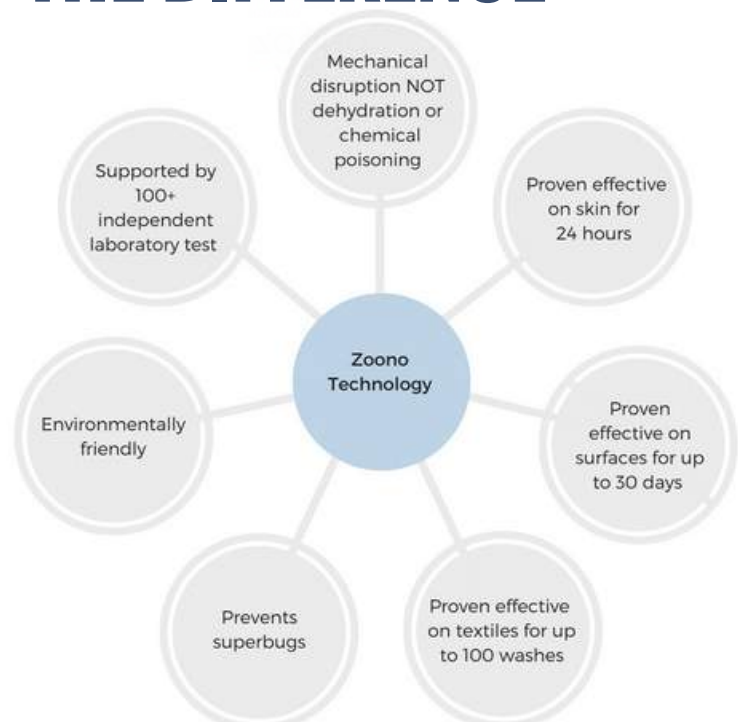 THE DIFFERENCE
Mechanical
disruption NOT
dehydration or
chemical
poisoning
Supported by
100+
independent
laboratory test
Proven effective
on skin for
24 hours
Zoono
Technology
Environmentally
friendly
Proven
effective on
surfaces for up
to 30 days
Prevents
superbugs
Proven effective
on textiles for up
to 100 washes